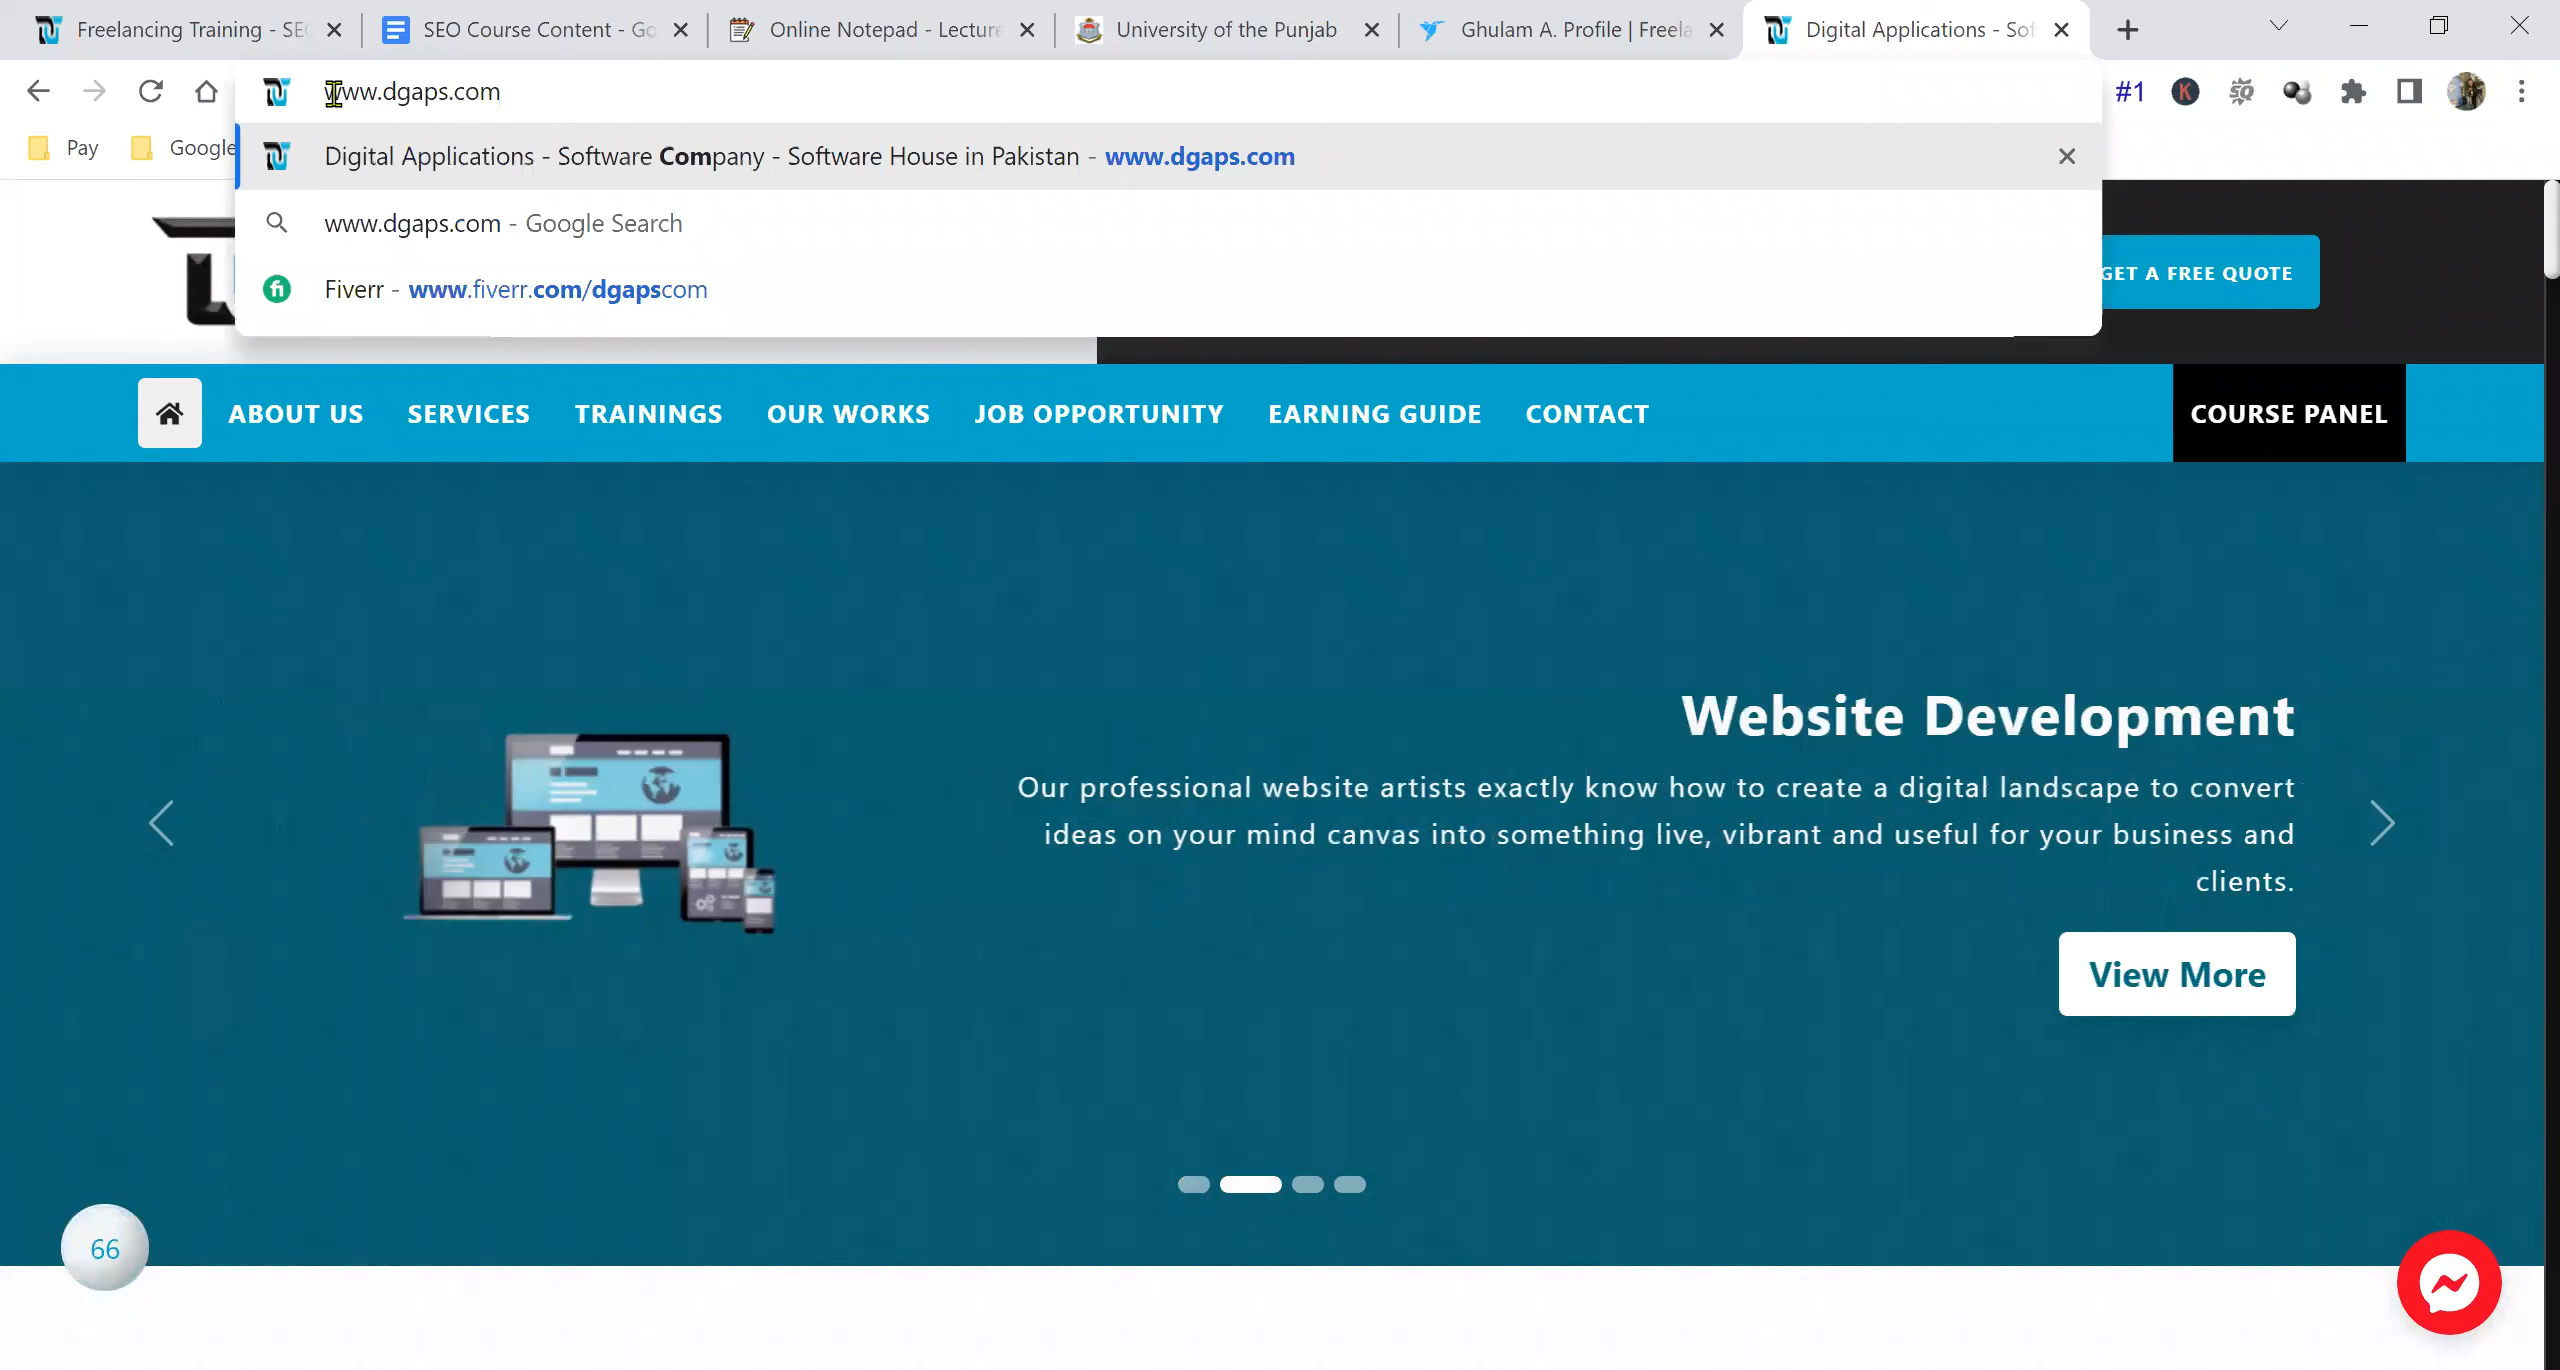 Freelancing Training - SEO
SEO Course Content - Go
Online Notepad - Lecture
University of the Punjab
Ghulam A. Profile | Freela
Digital Applications - Sof
www.dgaps.com
#1
K
SQ
Pay
Google
Digital Applications - Software Company - Software House in Pakistan - www.dgaps.com
www.dgaps.com - Google Search
fi
Fiverr - www.fiverr.com/dgapscom
GET A FREE QUOTE
ABOUT US
SERVICES
TRAININGS
OUR WORKS
JOB OPPORTUNITY
EARNING GUIDE
CONTACT
COURSE PANEL
Website Development
Our professional website artists exactly know how to create a digital landscape to convert
ideas on your mind canvas into something live, vibrant and useful for your business and
clients.
View More
66